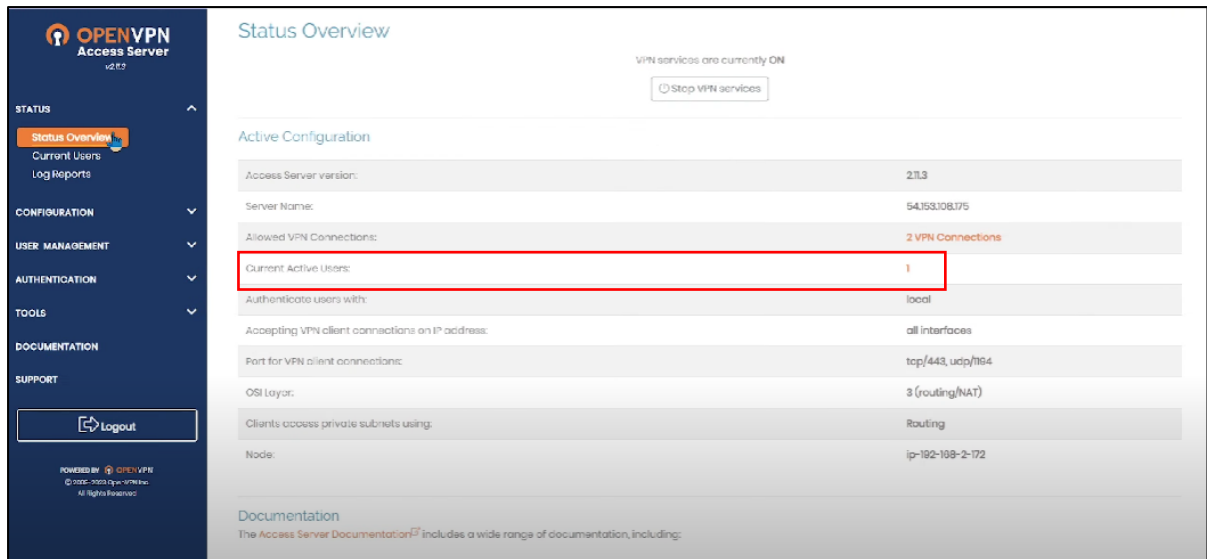 OPENVPN
Access Server
v2.11.3
STATUS
Status Overview
Current Users
Log Reports
CONFIGURATION
USER MANAGEMENT
AUTHENTICATION
TOOLS
DOCUMENTATION
SUPPORT
Logout
POWERED BY OPENVPN
© 2009-2023 OpenVPN Inc.
All Rights Reserved
Status Overview
VPN services are currently ON
Stop VPN services
Active Configuration
Access Server version: 2.11.3
Server Name: 54.153.108.175
Allowed VPN Connections: 2 VPN Connections
Current Active Users: 1
Authenticate users with: local
Accepting VPN client connections on IP address: all interfaces
Port for VPN client connections: tcp/443, udp/1194
OSI Layer: 3 (routing/NAT)
Clients access private subnets using: Routing
Node: ip-192-168-2-172
Documentation
The Access Server Documentation includes a wide range of documentation, including: